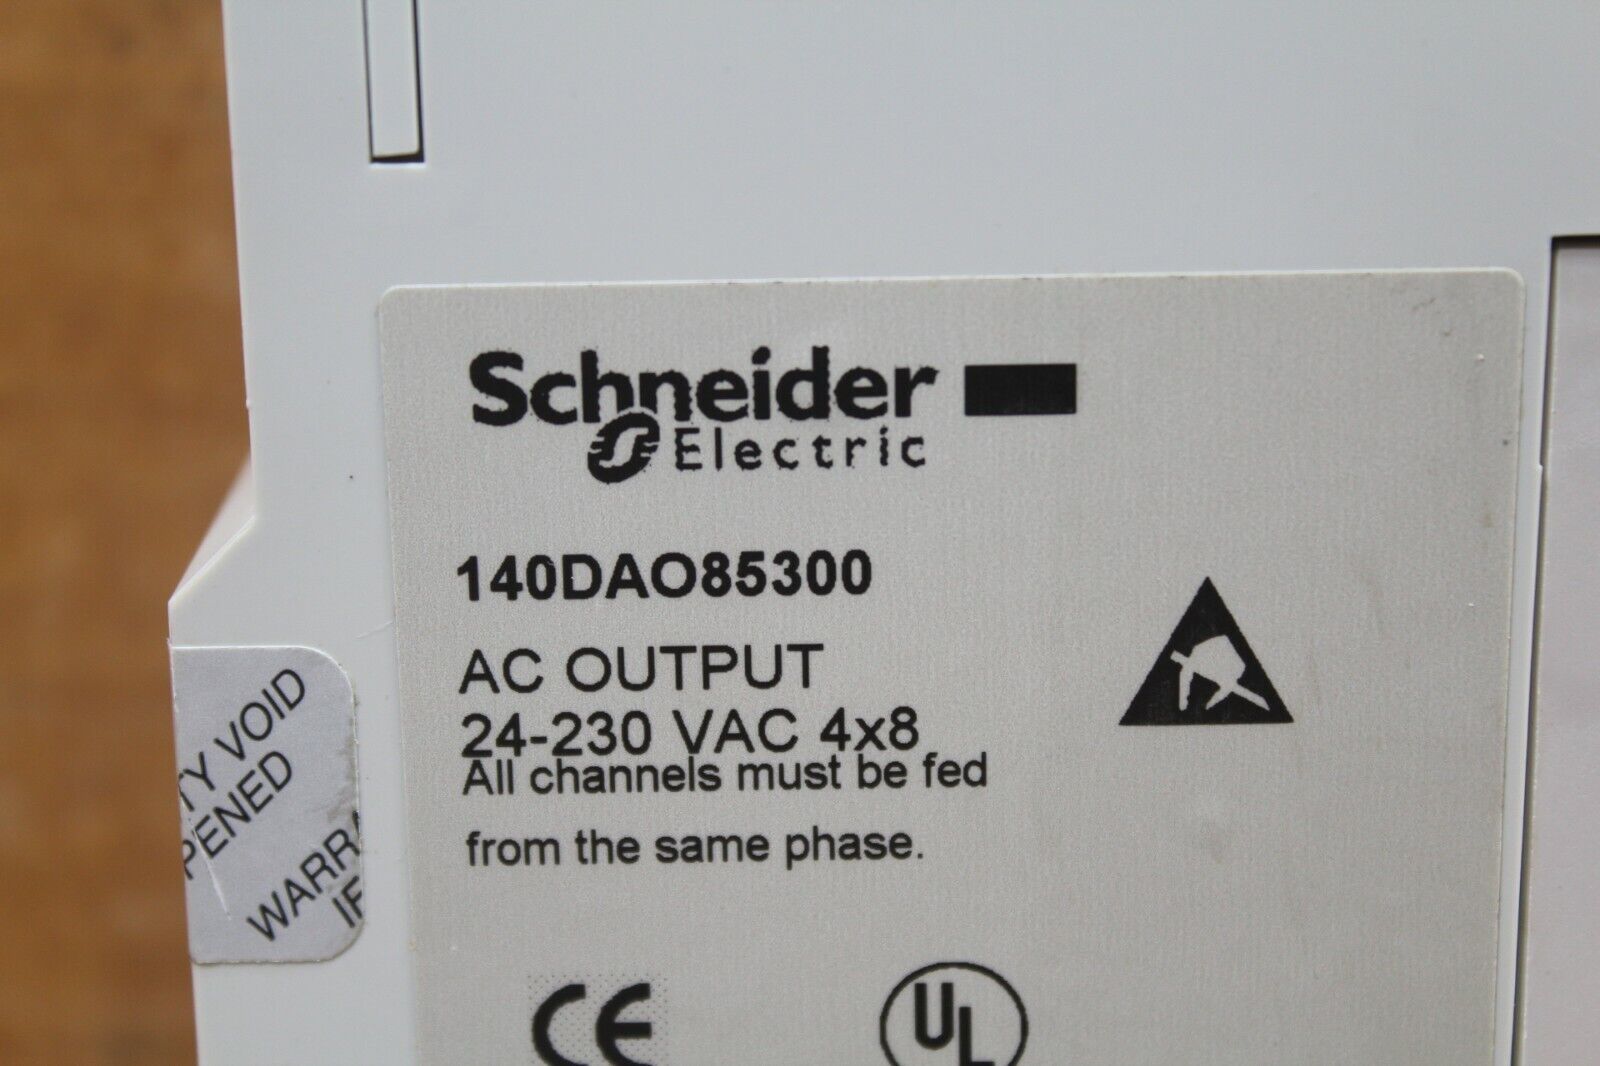 Schneider
Electric
140DAO85300
AC OUTPUT
24-230 VAC 4x8
All channels must be fed
from the same phase.
TY VOID
PENED
WARRA
IF
CE
UL